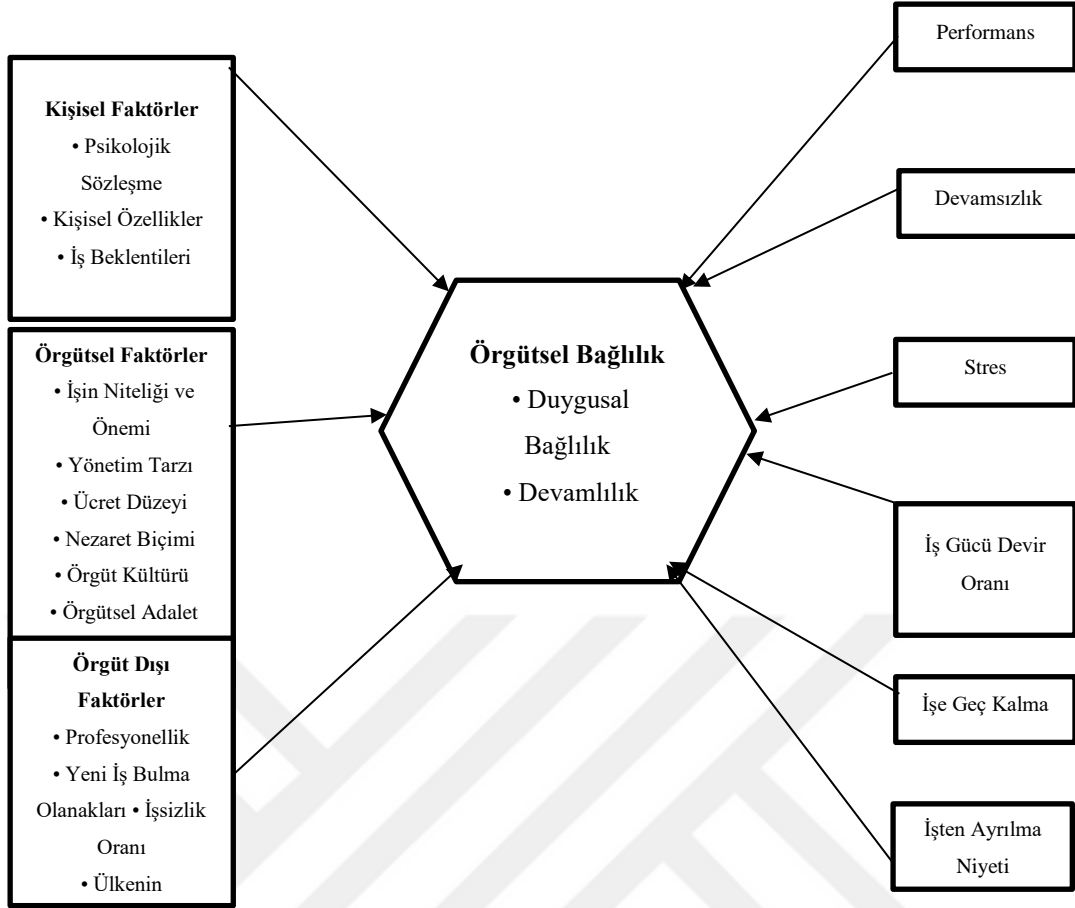 Kişisel Faktörler
• Psikolojik
Sözleşme
• Kişisel Özellikler
• İş Beklentileri
Örgütsel Faktörler
• İşin Niteliği ve
Önemi
• Yönetim Tarzı
• Ücret Düzeyi
• Nezaret Biçimi
• Örgüt Kültürü
• Örgütsel Adalet
Örgüt Dışı
Faktörler
• Profesyonellik
• Yeni İş Bulma
Olanakları • İşsizlik
Oranı
• Ülkenin
Örgütsel Bağlılık
• Duygusal
Bağlılık
• Devamlılık
Performans
Devamsızlık
Stres
İş Gücü Devir
Oranı
İşe Geç Kalma
İşten Ayrılma
Niyeti